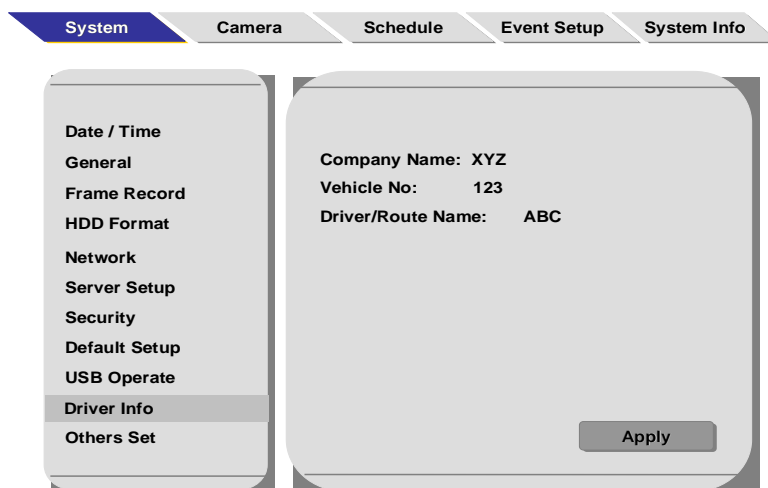 System Camera Schedule Event Setup System Info
Date / Time
General
Frame Record
HDD Format
Network
Server Setup
Security
Default Setup
USB Operate
Driver Info
Others Set
Company Name: XYZ
Vehicle No: 123
Driver/Route Name: ABC
Apply